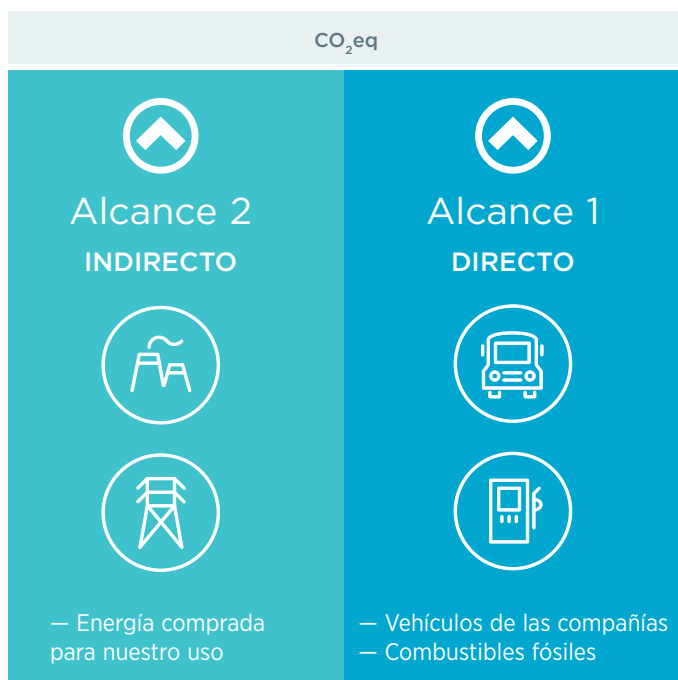 CO₂eq
Alcance 2
INDIRECTO
— Energía comprada
para nuestro uso
Alcance 1
DIRECTO
— Vehículos de las compañías
— Combustibles fósiles